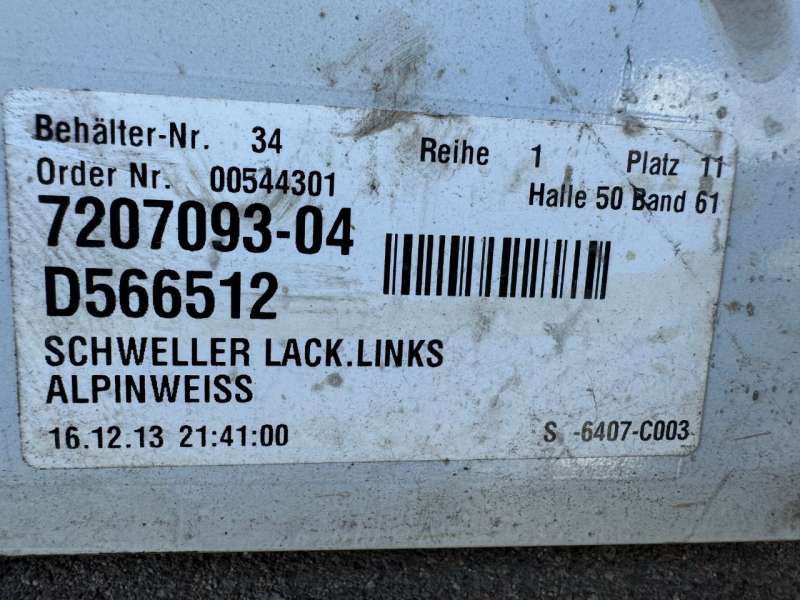 Behälter-Nr. 34 Reihe 1 Platz 11
Order Nr. 00544301 Halle 50 Band 61
7207093-04
D566512
SCHWELLER LACK.LINKS
ALPINWEISS
16.12.13 21:41:00 S -6407-C003